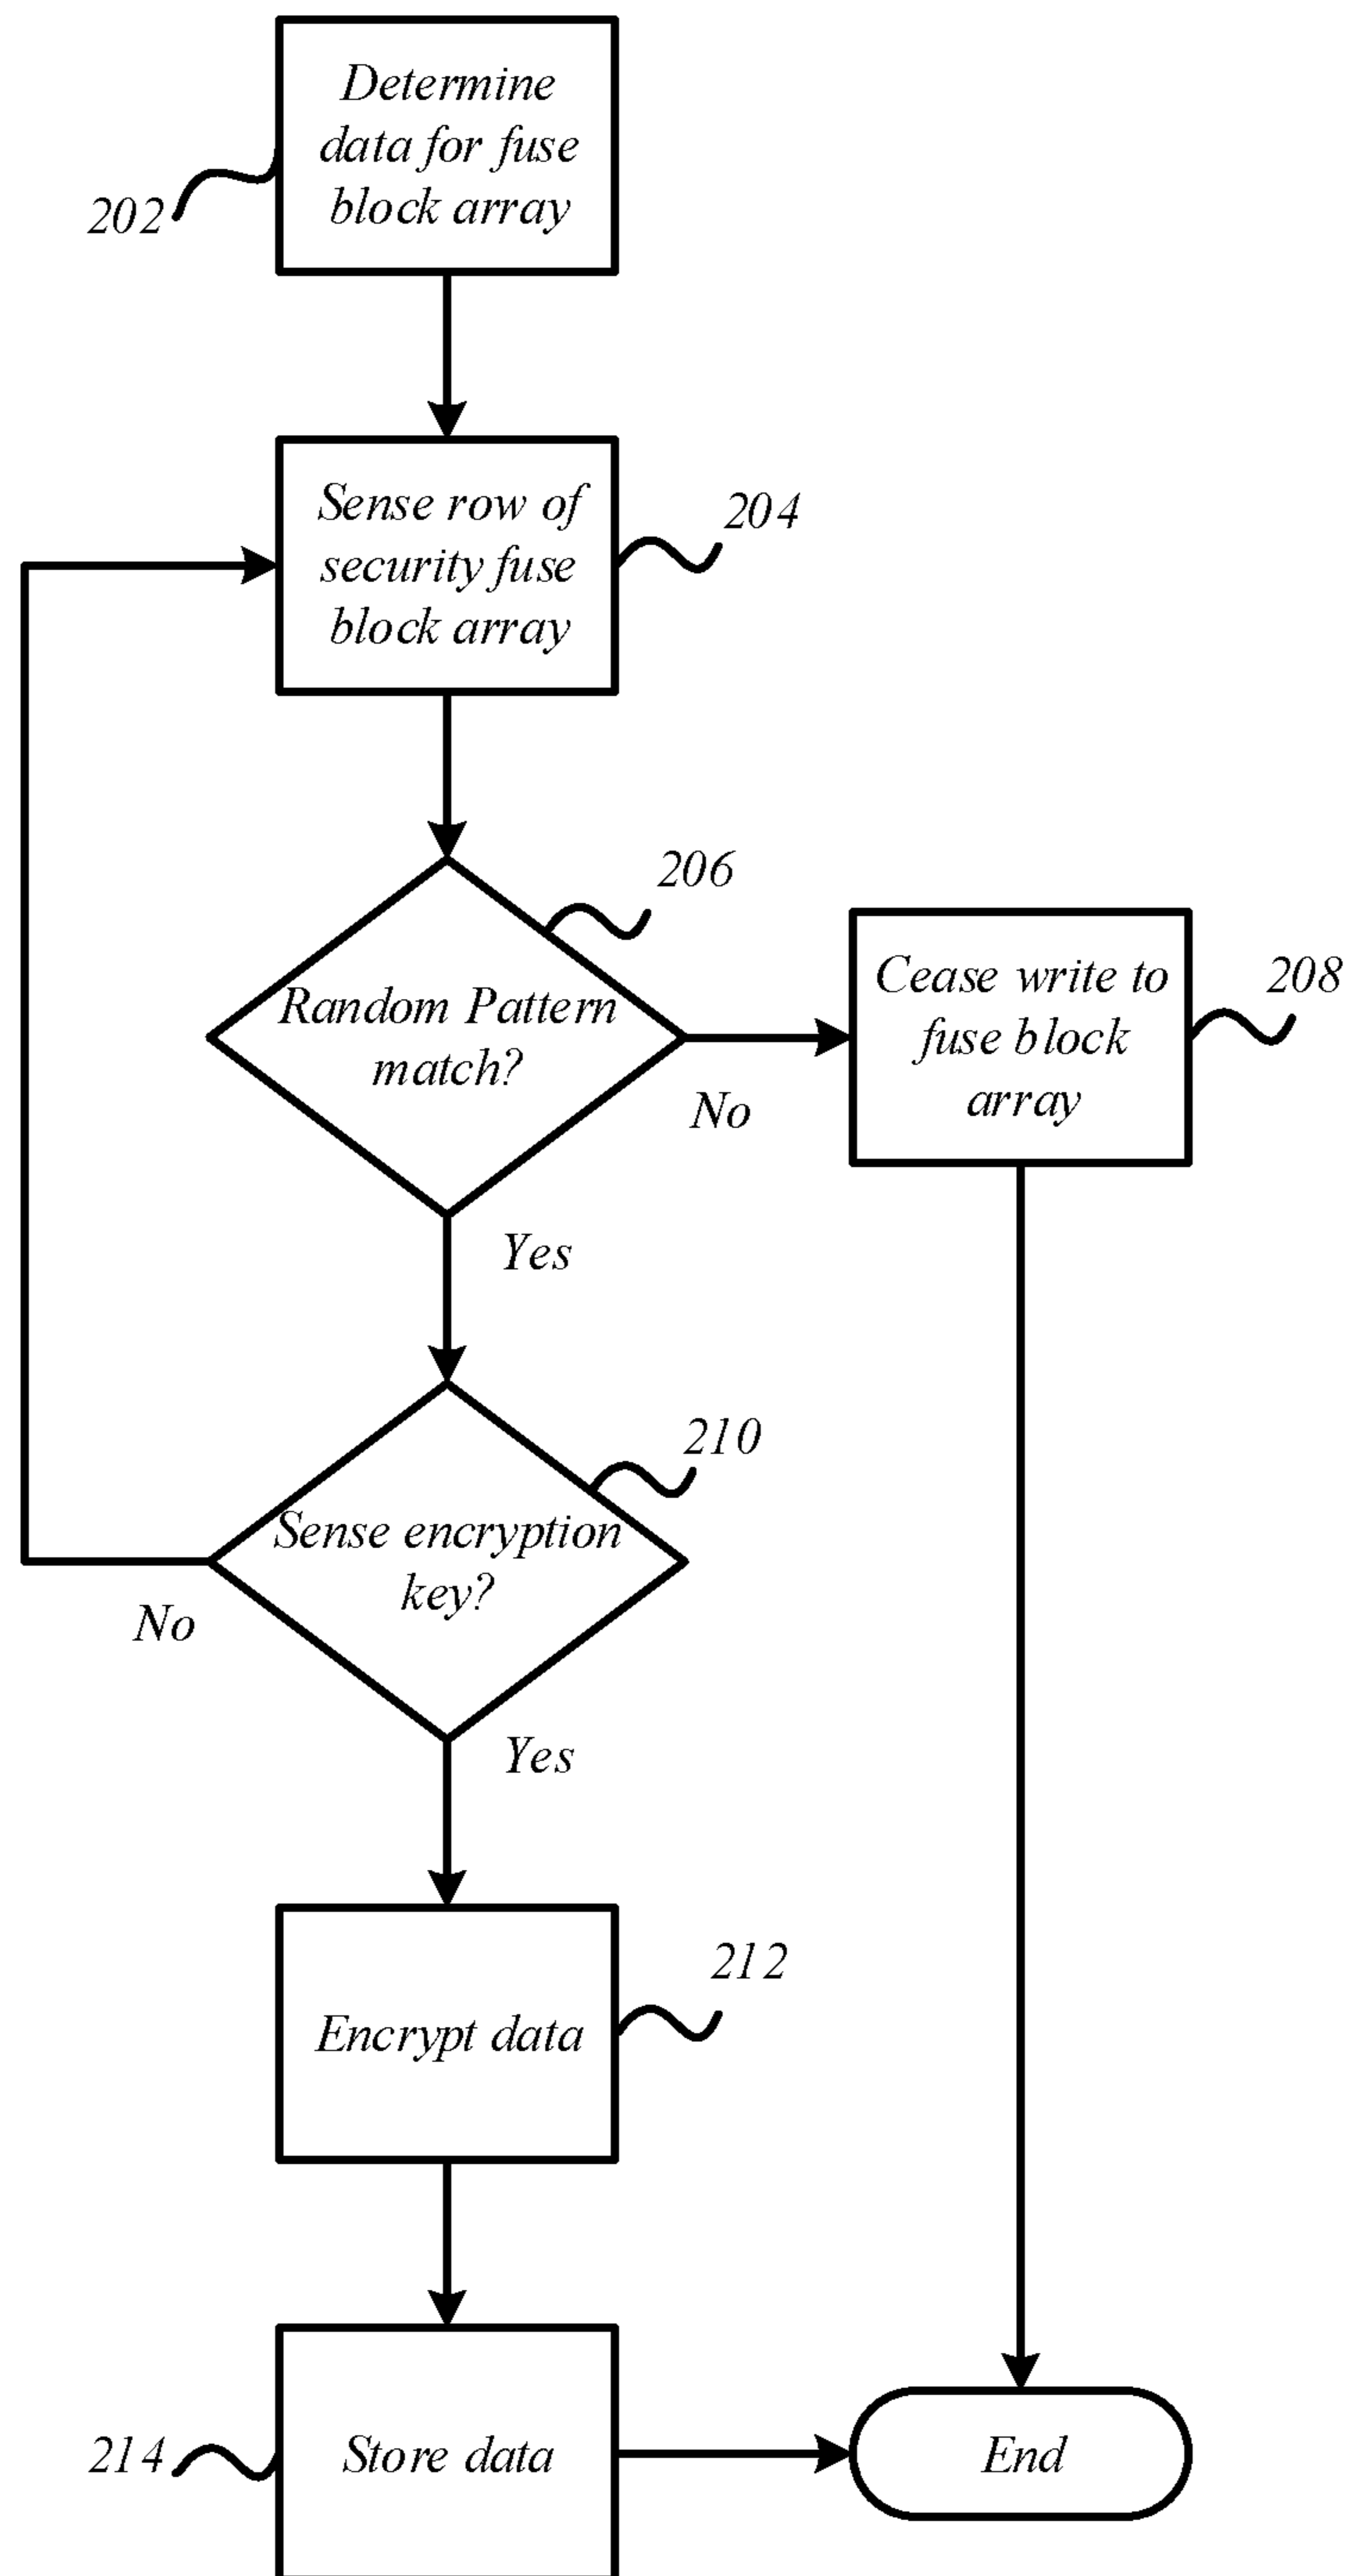 Determine
data for fuse
block array
202
Sense row of
security fuse
block array
204
206
Random Pattern
match?
No
Cease write to
fuse block
array
208
Yes
210
Sense encryption
key?
No
Yes
212
Encrypt data
214
Store data
End